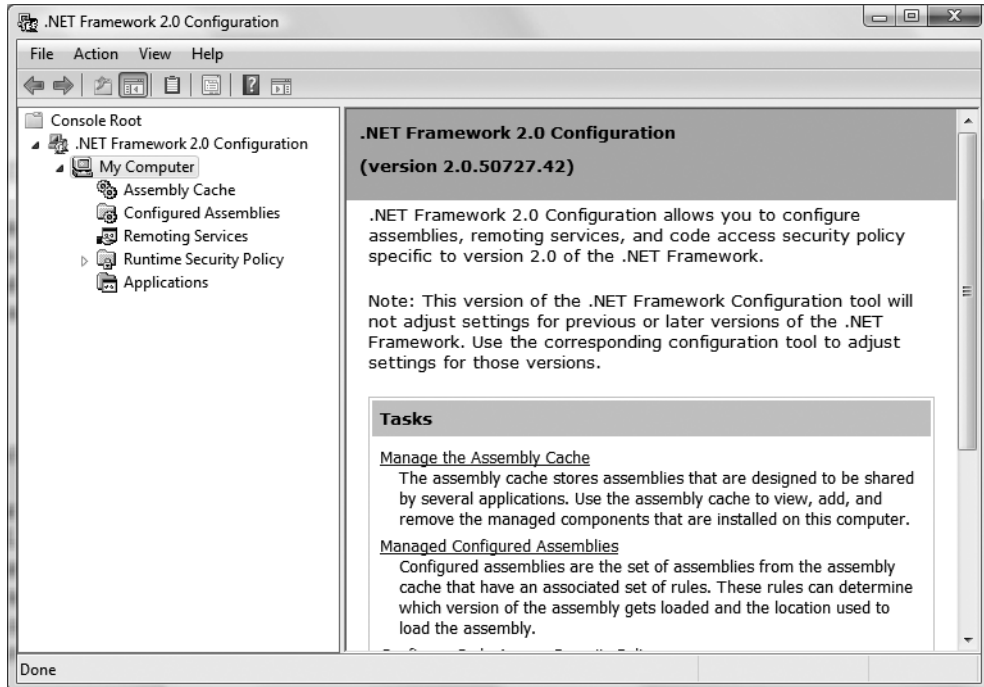 .NET Framework 2.0 Configuration
File Action View Help
Console Root
.NET Framework 2.0 Configuration
My Computer
Assembly Cache
Configured Assemblies
Remoting Services
Runtime Security Policy
Applications
.NET Framework 2.0 Configuration
(version 2.0.50727.42)
.NET Framework 2.0 Configuration allows you to configure
assemblies, remoting services, and code access security policy
specific to version 2.0 of the .NET Framework.
Note: This version of the .NET Framework Configuration tool will
not adjust settings for previous or later versions of the .NET
Framework. Use the corresponding configuration tool to adjust
settings for those versions.
Tasks
Manage the Assembly Cache
The assembly cache stores assemblies that are designed to be shared
by several applications. Use the assembly cache to view, add, and
remove the managed components that are installed on this computer.
Managed Configured Assemblies
Configured assemblies are the set of assemblies from the assembly
cache that have an associated set of rules. These rules can determine
which version of the assembly gets loaded and the location used to
load the assembly.
Done